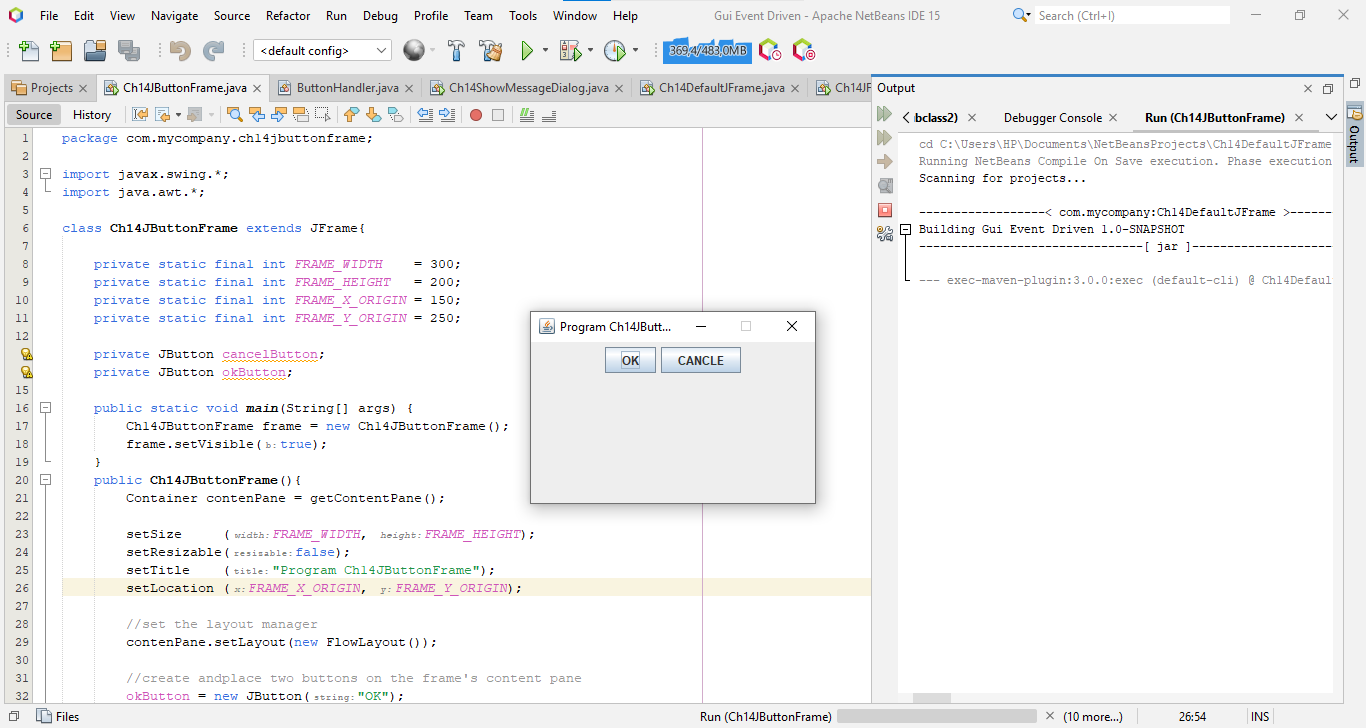 File Edit View Navigate Source Refactor Run Debug Profile Team Tools Window Help
Gui Event Driven - Apache NetBeans IDE 15
Search (Ctrl+I)
<default config>
369,4/483,0MB
Projects
Ch14JButtonFrame.java
ButtonHandler.java
Ch14ShowMessageDialog.java
Ch14DefaultJFrame.java
Ch14JF
Source History
1 package com.mycompany.ch14jbuttonframe;
2
3 import javax.swing.*;
4 import java.awt.*;
5
6 class Ch14JButtonFrame extends JFrame{
7
8 private static final int FRAME_WIDTH = 300;
9 private static final int FRAME_HEIGHT = 200;
10 private static final int FRAME_X_ORIGIN = 150;
11 private static final int FRAME_Y_ORIGIN = 250;
12
private JButton cancelButton;
private JButton okButton;
15
16 public static void main(String[] args) {
17 Ch14JButtonFrame frame = new Ch14JButtonFrame();
18 frame.setVisible(b: true);
19 }
20 public Ch14JButtonFrame(){
21 Container contenPane = getContentPane();
22
23 setSize (width: FRAME_WIDTH, height: FRAME_HEIGHT);
24 setResizable(resizable: false);
25 setTitle (title: "Program Ch14JButtonFrame");
26 setLocation (x: FRAME_X_ORIGIN, y: FRAME_Y_ORIGIN);
27
28 //set the layout manager
29 contenPane.setLayout(new FlowLayout());
30
31 //create andplace two buttons on the frame's content pane
32 okButton = new JButton(string: "OK");
Program Ch14JButt...
OK CANCLE
Output
bclass2)
Debugger Console
Run (Ch14JButtonFrame)
cd C:\Users\HP\Documents\NetBeansProjects\Ch14DefaultJFrame
Running NetBeans Compile On Save execution. Phase execution
Scanning for projects...
------------------< com.mycompany:Ch14DefaultJFrame >------
Building Gui Event Driven 1.0-SNAPSHOT
--------------------------------[ jar ]--------------------
--- exec-maven-plugin:3.0.0:exec (default-cli) @ Ch14Defaul
Output
Files
Run (Ch14JButtonFrame)
(10 more...)
26:54
INS